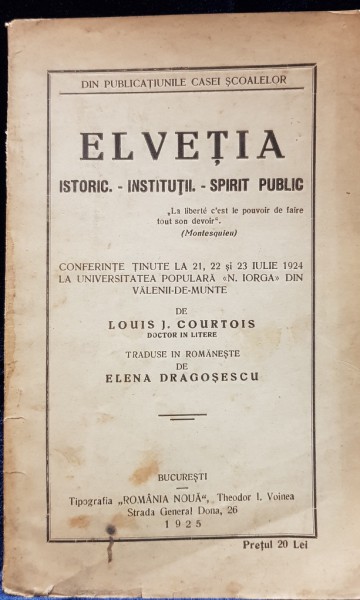 DIN PUBLICAȚIUNILE CASEI ȘCOALELOR
ELVEȚIA
ISTORIC. - INSTITUȚII. - SPIRIT PUBLIC
„La liberté c'est le pouvoir de faire
tout son devoir“.
(Montesquieu)
CONFERINȚE ȚINUTE LA 21, 22 și 23 IULIE 1924
LA UNIVERSITATEA POPULARĂ «N. IORGA» DIN
VĂLENII-DE-MUNTE
DE
LOUIS J. COURTOIS
DOCTOR IN LITERE
TRADUSE IN ROMÂNEȘTE
DE
ELENA DRAGOȘESCU
BUCUREȘTI
Tipografia „ROMÂNIA NOUĂ“, Theodor I. Voinea
Strada General Dona, 26
1925
Prețul 20 Lei